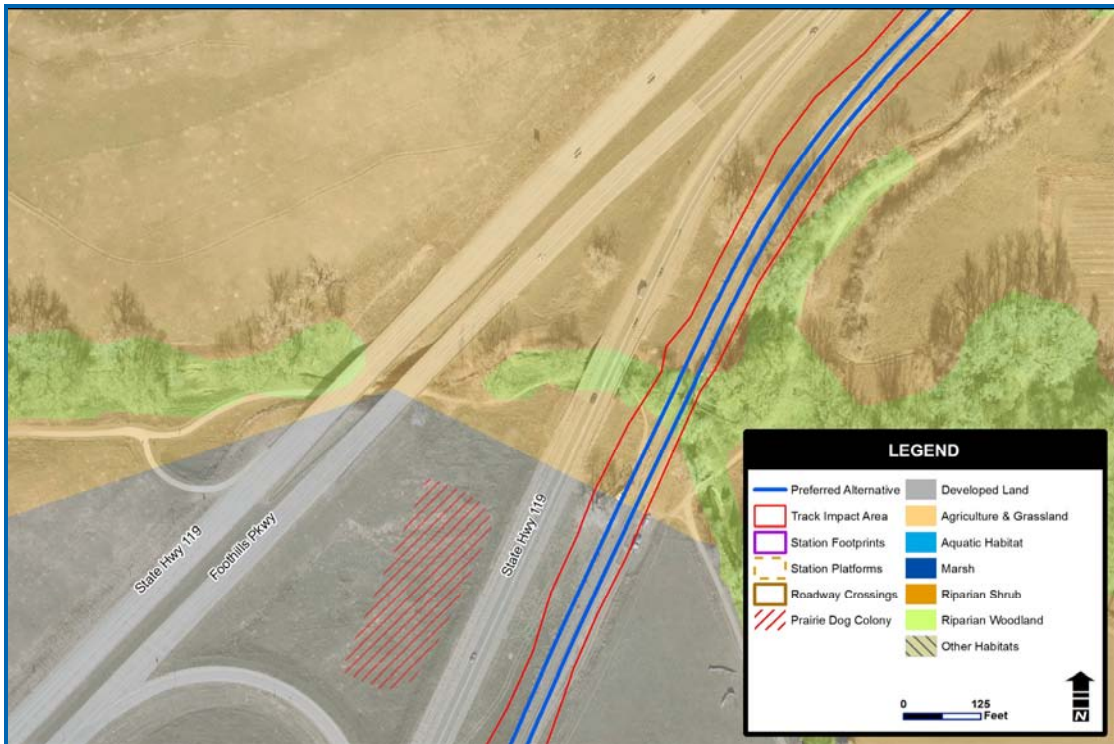 State Hwy 119
Foothills Pkwy
State Hwy 119
LEGEND
Preferred Alternative
Track Impact Area
Station Footprints
Station Platforms
Roadway Crossings
Prairie Dog Colony
Developed Land
Agriculture & Grassland
Aquatic Habitat
Marsh
Riparian Shrub
Riparian Woodland
Other Habitats
0 125
Feet
N